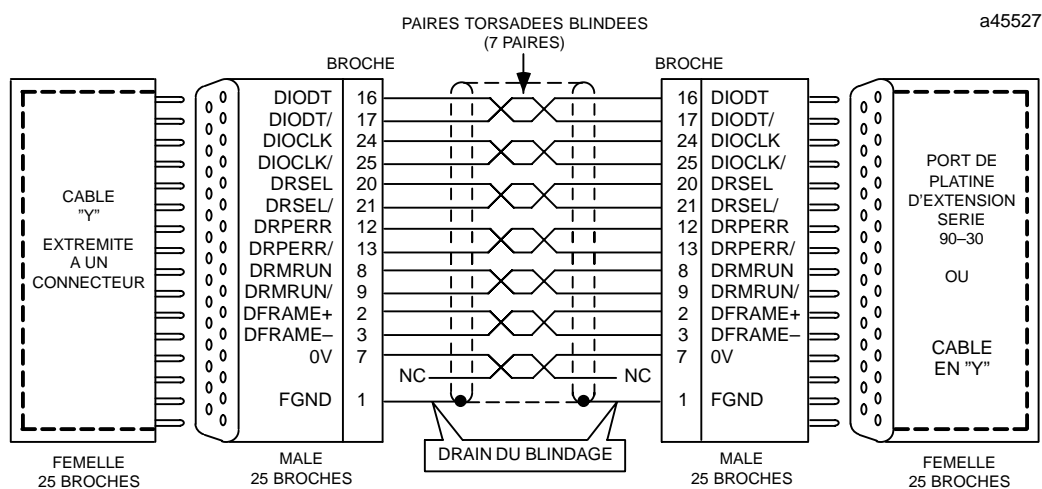 a45527
PAIRES TORSADEES BLINDEES
(7 PAIRES)
BROCHE
BROCHE
CABLE
”Y”
EXTREMITE
A UN
CONNECTEUR
DIODT 16
DIODT/ 17
DIOCLK 24
DIOCLK/ 25
DRSEL 20
DRSEL/ 21
DRPERR 12
DRPERR/ 13
DRMRUN 8
DRMRUN/ 9
DFRAME+ 2
DFRAME– 3
0V 7
NC
FGND 1
16 DIODT
17 DIODT/
24 DIOCLK
25 DIOCLK/
20 DRSEL
21 DRSEL/
12 DRPERR
13 DRPERR/
8 DRMRUN
9 DRMRUN/
2 DFRAME+
3 DFRAME–
7 0V
NC
1 FGND
PORT DE
PLATINE
D'EXTENSION
SERIE
90–30
OU
CABLE
EN ”Y”
DRAIN DU BLINDAGE
FEMELLE
25 BROCHES
MALE
25 BROCHES
MALE
25 BROCHES
FEMELLE
25 BROCHES